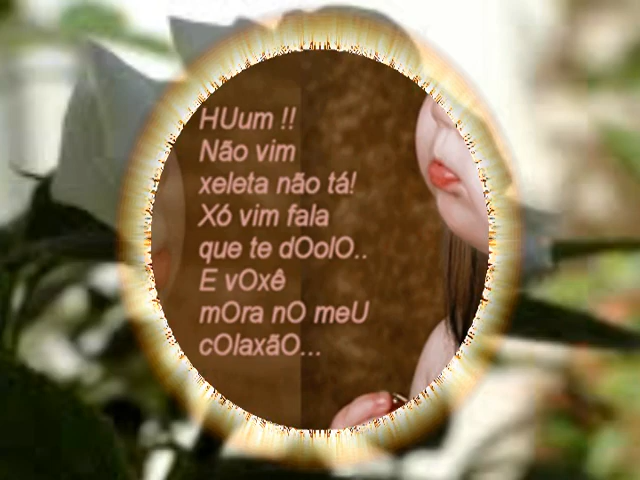 HUum !!
Não vim
xeleta não tá!
Xó vim fala
que te dOolO..
E vOxê
mOra nO meU
cOlaxãO...